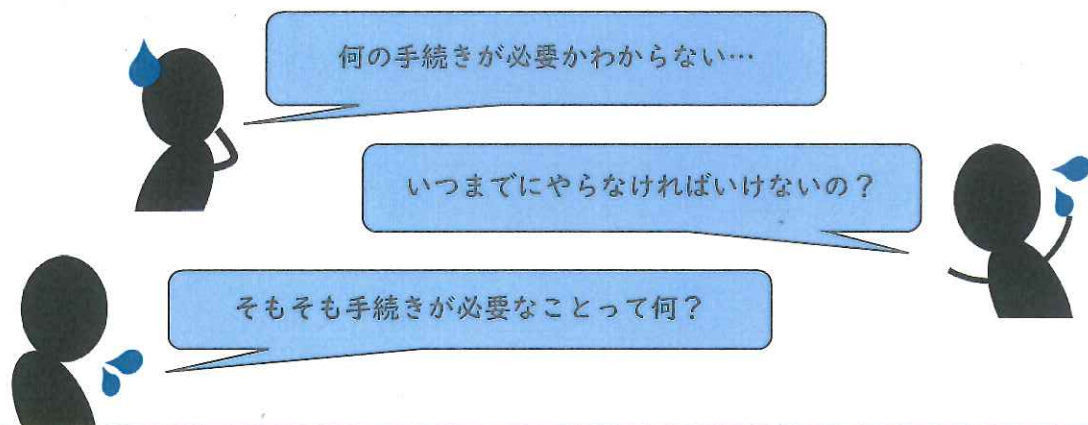 何の手続きが必要かわからない…
いつまでにやらなければいけないの？
そもそも手続きが必要なことって何？